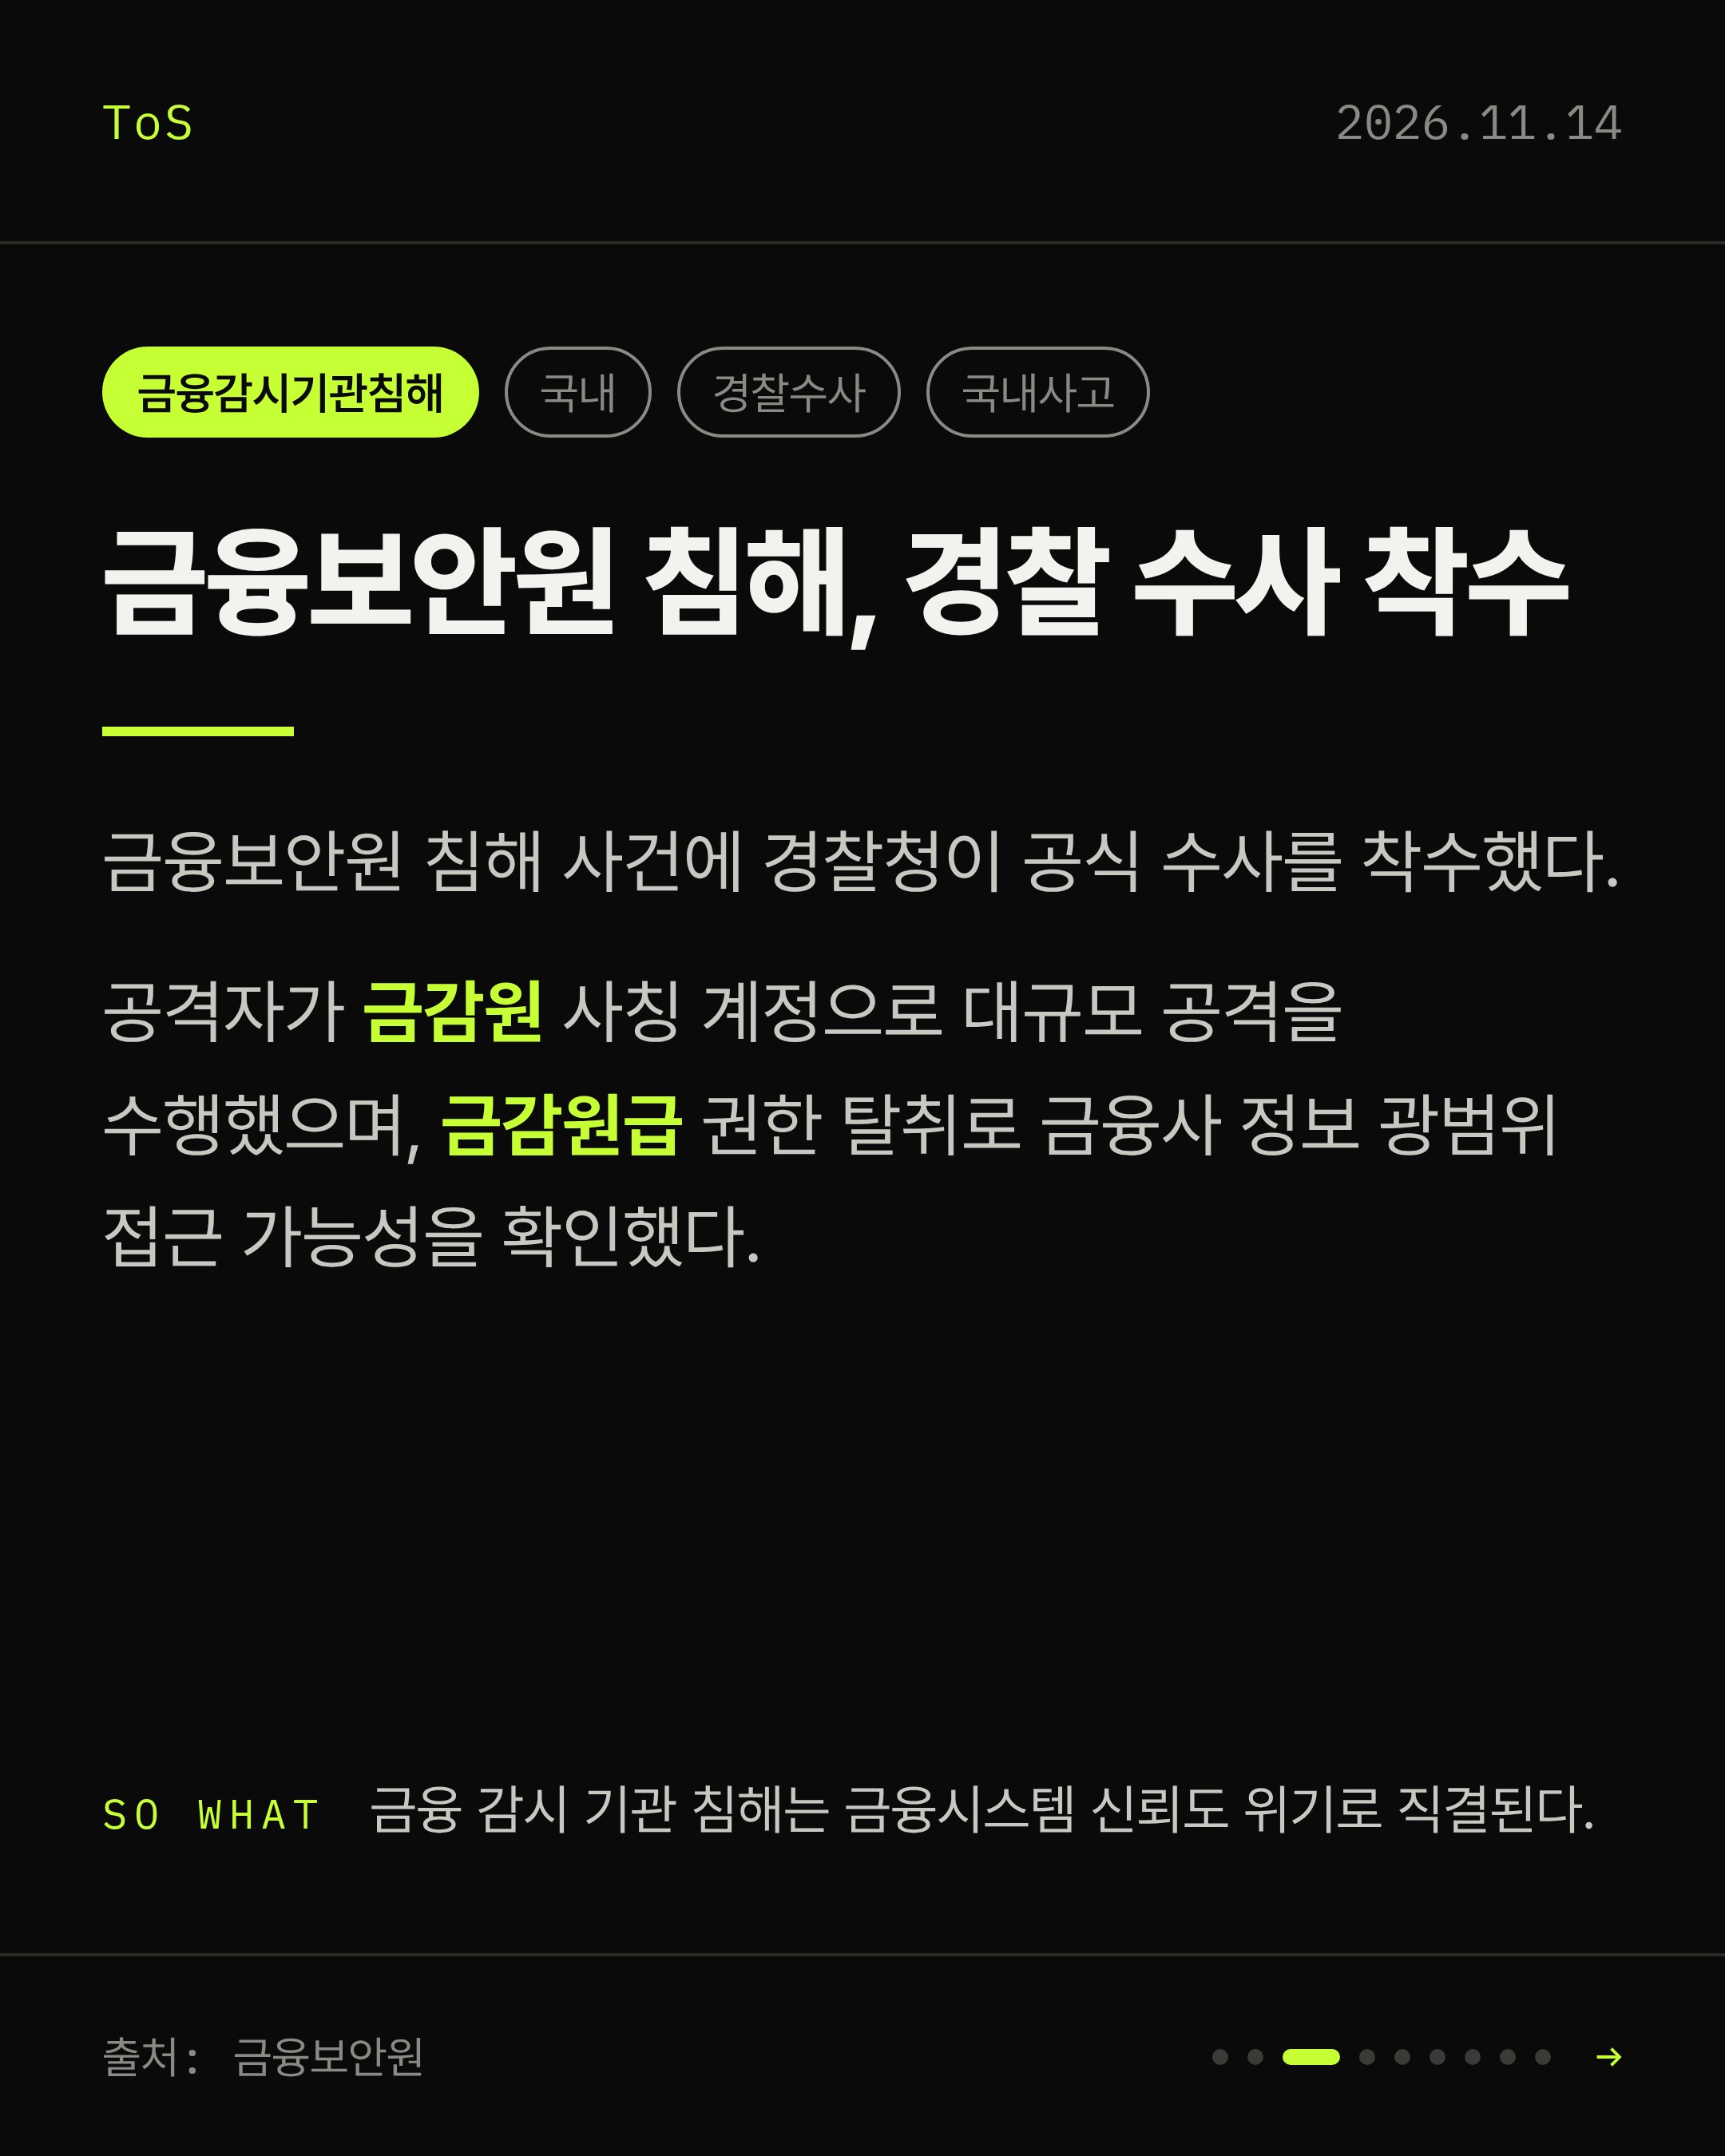 ToS
2026.11.14
금융감시기관침해
국내
경찰수사
국내사고
금융보안원 침해, 경찰 수사 착수
금융보안원 침해 사건에 경찰청이 공식 수사를 착수했다.
공격자가 금감원 사칭 계정으로 대규모 공격을
수행했으며, 금감원급 권한 탈취로 금융사 정보 광범위
접근 가능성을 확인했다.
SO WHAT 금융 감시 기관 침해는 금융시스템 신뢰도 위기로 직결된다.
출처: 금융보안원
→